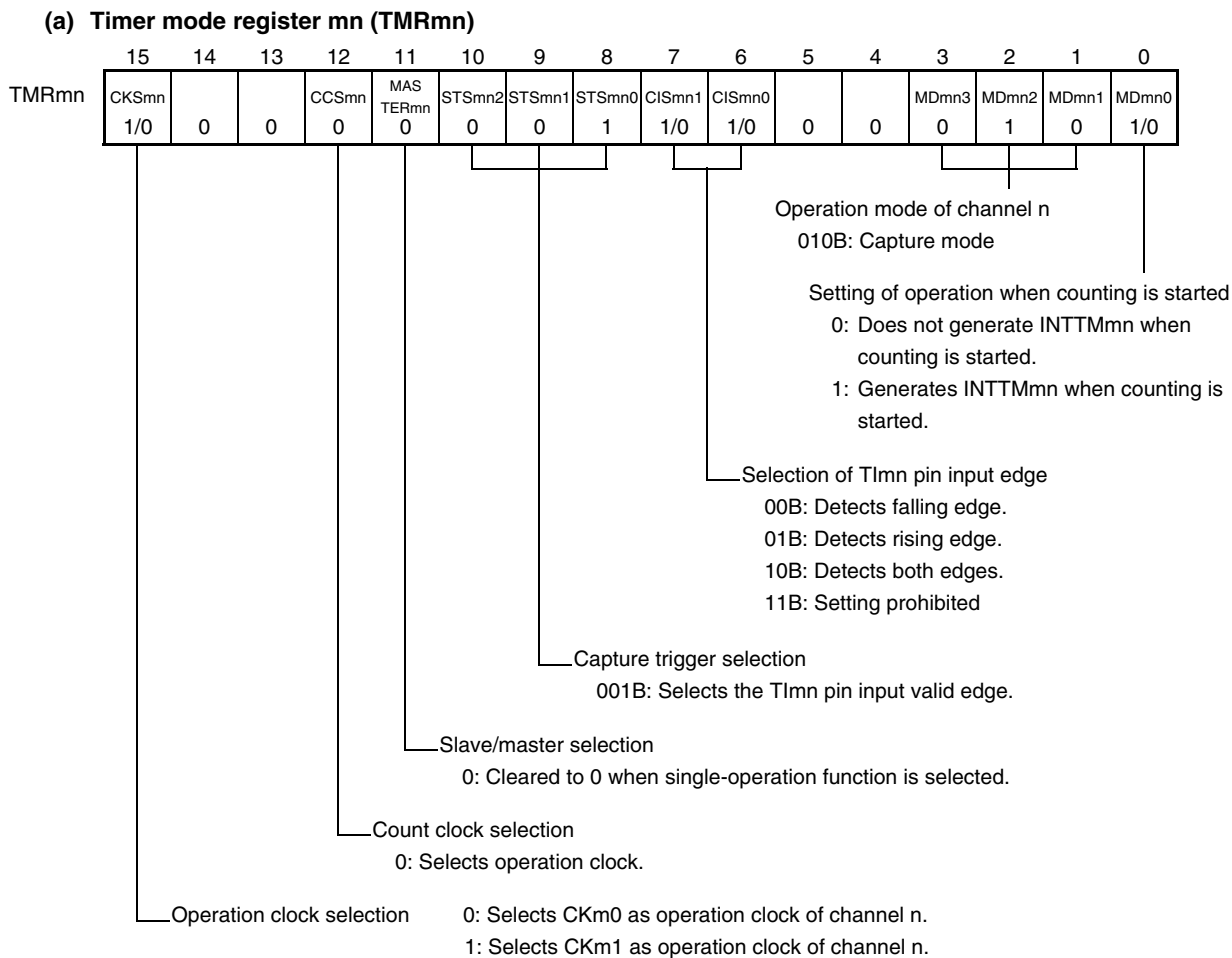 (a) Timer mode register mn (TMRmn)
15 14 13 12 11 10 9 8 7 6 5 4 3 2 1 0
TMRmn
CKSmn CCSmn MAS TERmn STSmn2 STSmn1 STSmn0 CISmn1 CISmn0 MDmn3 MDmn2 MDmn1 MDmn0
1/0 0 0 0 0 0 0 1 1/0 1/0 0 0 0 1 0 1/0
Operation mode of channel n
010B: Capture mode
Setting of operation when counting is started
0: Does not generate INTTMmn when
counting is started.
1: Generates INTTMmn when counting is
started.
Selection of TImn pin input edge
00B: Detects falling edge.
01B: Detects rising edge.
10B: Detects both edges.
11B: Setting prohibited
Capture trigger selection
001B: Selects the TImn pin input valid edge.
Slave/master selection
0: Cleared to 0 when single-operation function is selected.
Count clock selection
0: Selects operation clock.
Operation clock selection 0: Selects CKm0 as operation clock of channel n.
1: Selects CKm1 as operation clock of channel n.